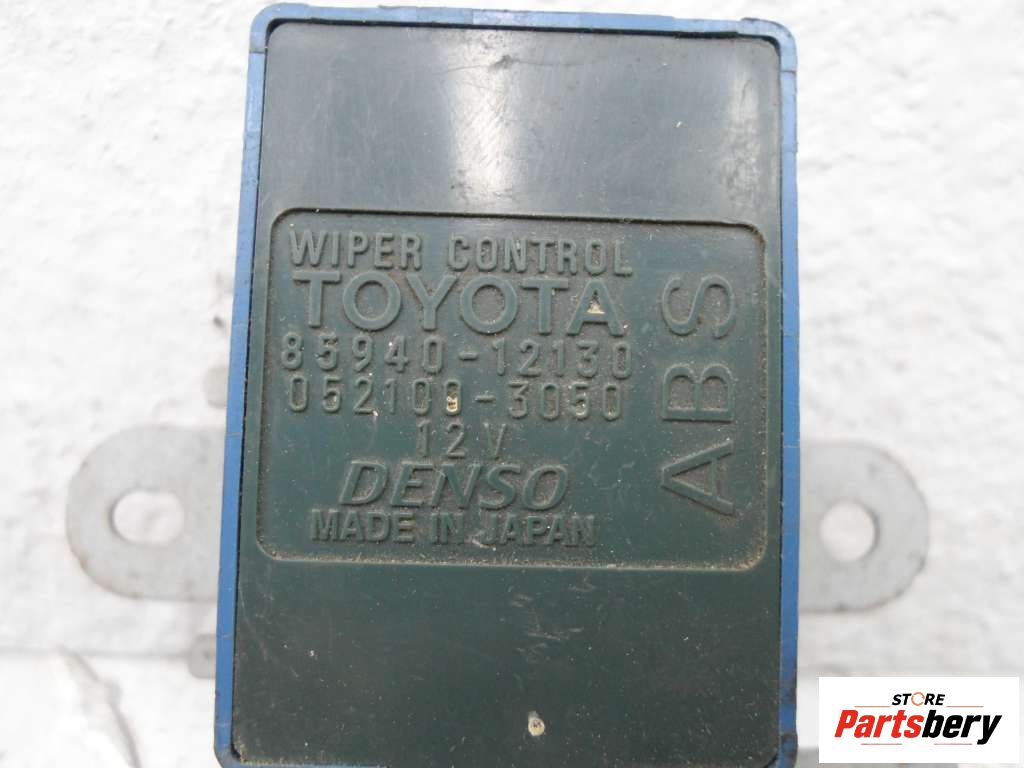 WIPER CONTROL
TOYOTA
85940-12130
052100-3050
12V
DENSO
MADE IN JAPAN
ABS
STORE
Partsbery